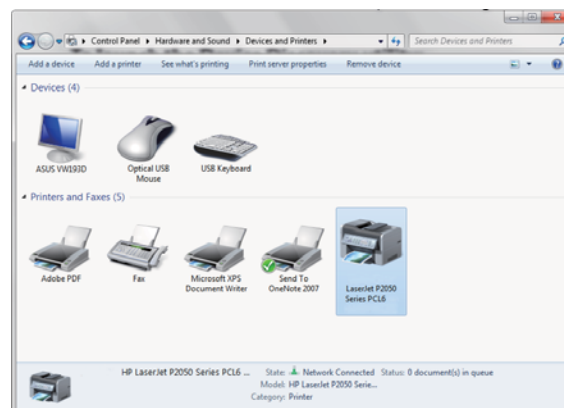 Control Panel ▸ Hardware and Sound ▸ Devices and Printers ▸
Search Devices and Printers
Add a device Add a printer See what's printing Print server properties Remove device
Devices (4)
ASUS VW193D
Optical USB
Mouse
USB Keyboard
Printers and Faxes (5)
Adobe PDF
Fax
Microsoft XPS
Document Writer
Send To
OneNote 2007
LaserJet P2050
Series PCL6
HP LaserJet P2050 Series PCL6 ... State: Network Connected Status: 0 document(s) in queue
Model: HP LaserJet P2050 Serie...
Category: Printer